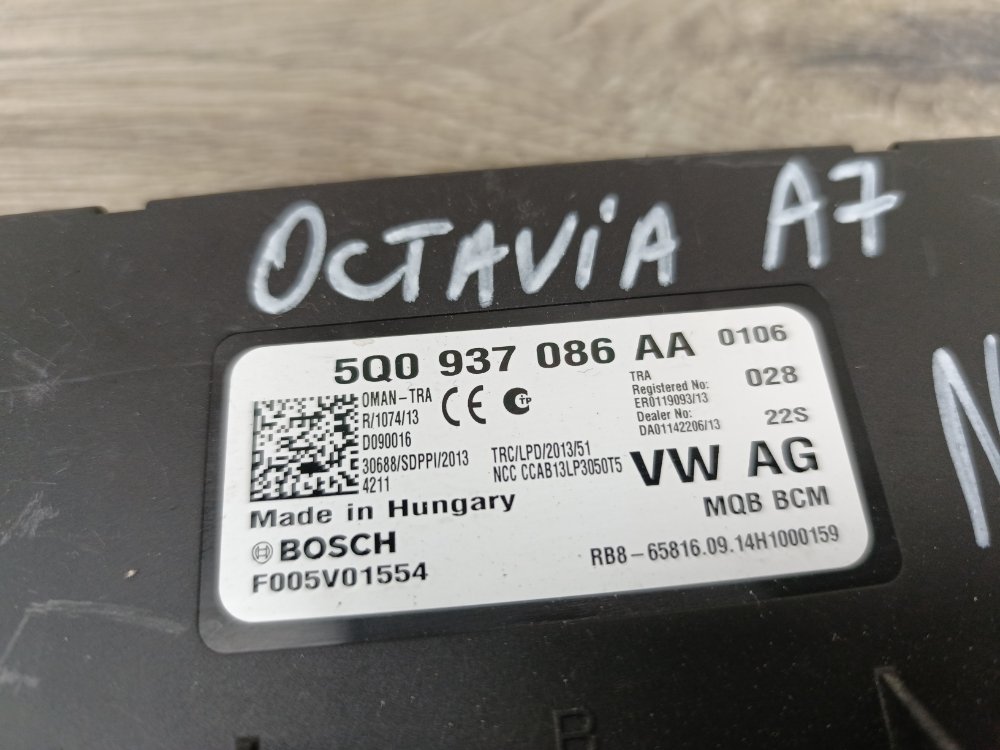 OCTAViA A7
5Q0 937 086 AA 0106
OMAN-TRA
R/1074/13
D090016
30688/SDPPI/2013
4211
CE
TRC/LPD/2013/51
NCC CCAB13LP3050T5
TRA
Registered No:
ER0119093/13
Dealer No:
DA01142206/13
028
22S
VW AG
MQB BCM
Made in Hungary
BOSCH
F005V01554
RB8-65816.09.14H1000159